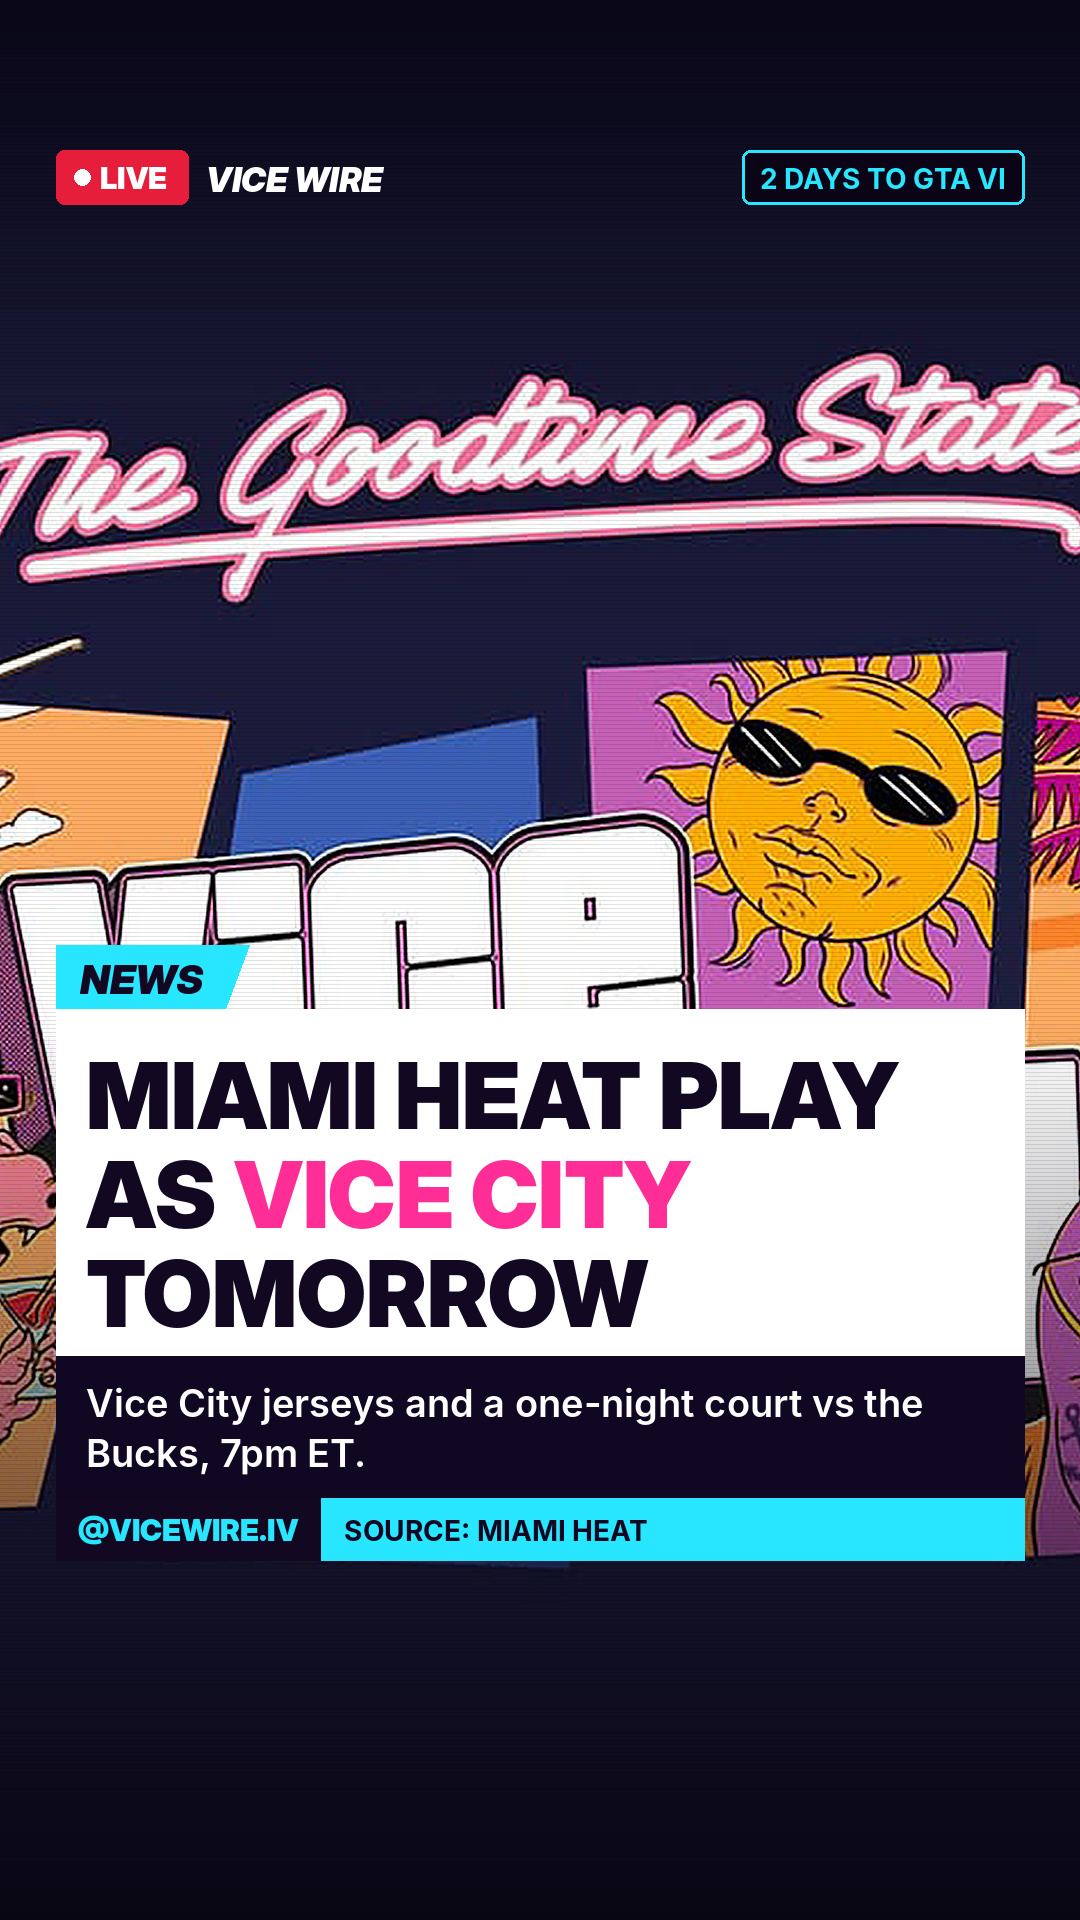 LIVE
VICE WIRE
2 DAYS TO GTA VI
The Goodtime State
Vice
NEWS
MIAMI HEAT PLAY
AS VICE CITY
TOMORROW
Vice City jerseys and a one-night court vs the
Bucks, 7pm ET.
@VICEWIRE.IV
SOURCE: MIAMI HEAT